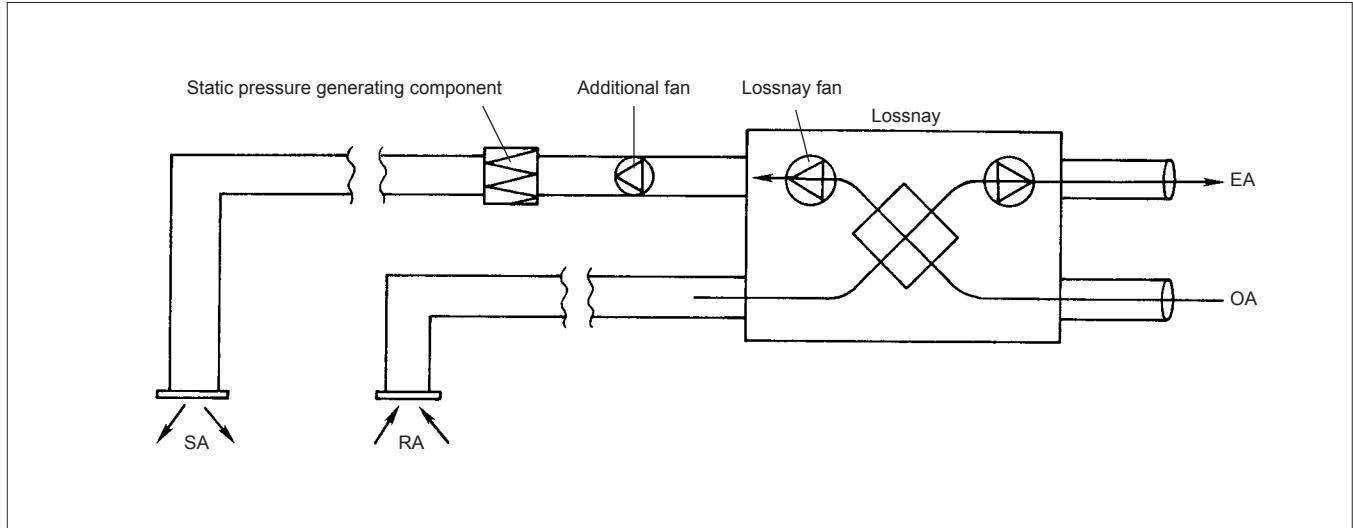 Static pressure generating component
Additional fan
Lossnay fan
Lossnay
EA
OA
SA
RA